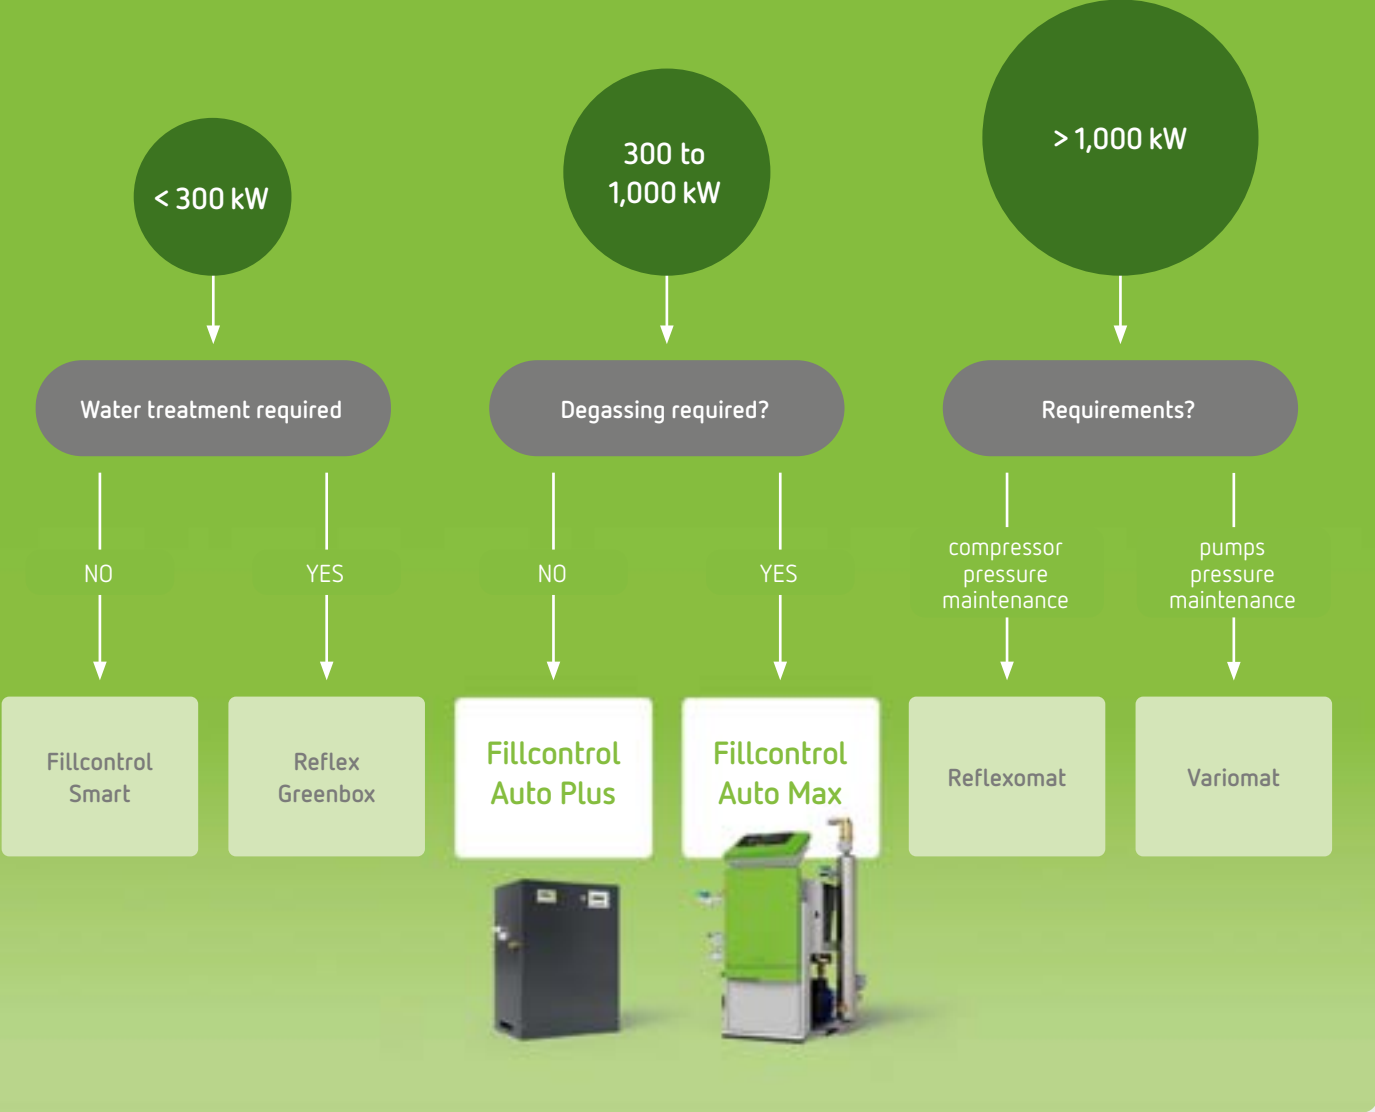 < 300 kW
300 to
1,000 kW
> 1,000 kW
Water treatment required
Degassing required?
Requirements?
NO
YES
NO
YES
compressor
pressure
maintenance
pumps
pressure
maintenance
Fillcontrol
Smart
Reflex
Greenbox
Fillcontrol
Auto Plus
Fillcontrol
Auto Max
Reflexomat
Variomat